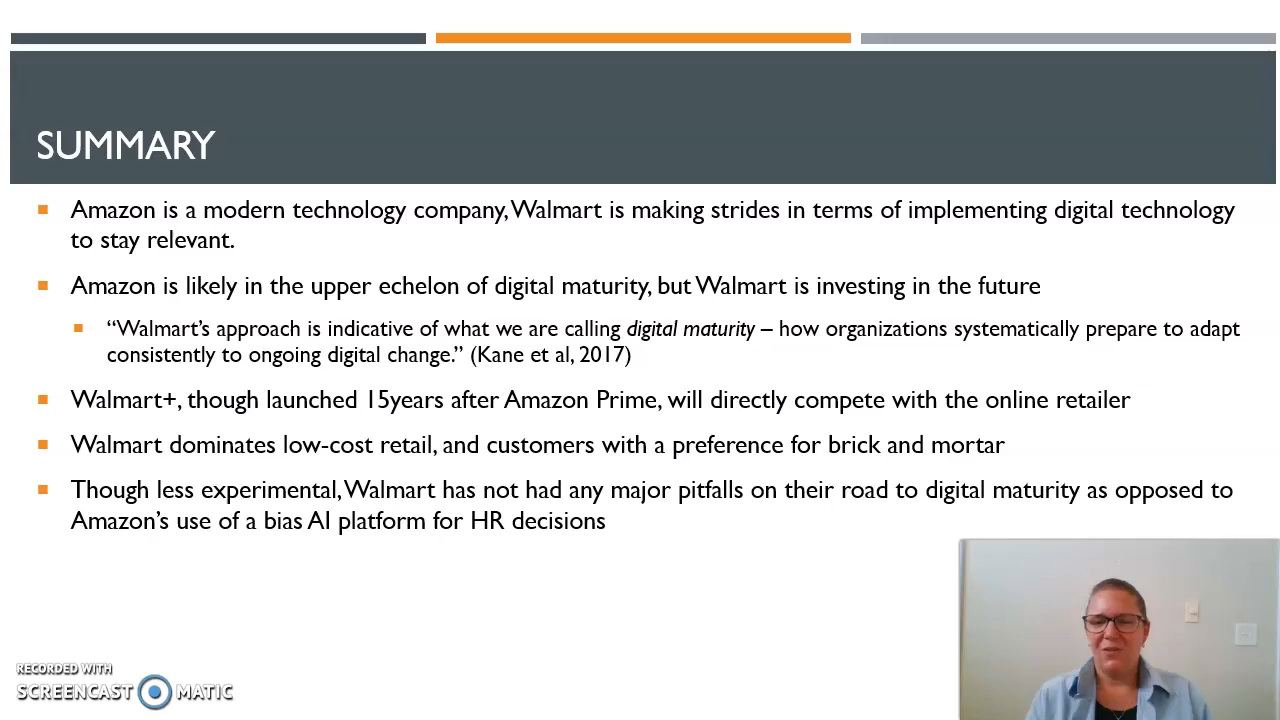 SUMMARY
Amazon is a modern technology company, Walmart is making strides in terms of implementing digital technology
to stay relevant.
Amazon is likely in the upper echelon of digital maturity, but Walmart is investing in the future
“Walmart’s approach is indicative of what we are calling digital maturity – how organizations systematically prepare to adapt
consistently to ongoing digital change.” (Kane et al, 2017)
Walmart+, though launched 15years after Amazon Prime, will directly compete with the online retailer
Walmart dominates low-cost retail, and customers with a preference for brick and mortar
Though less experimental, Walmart has not had any major pitfalls on their road to digital maturity as opposed to
Amazon’s use of a bias AI platform for HR decisions
RECORDED WITH
SCREENCAST MATIC